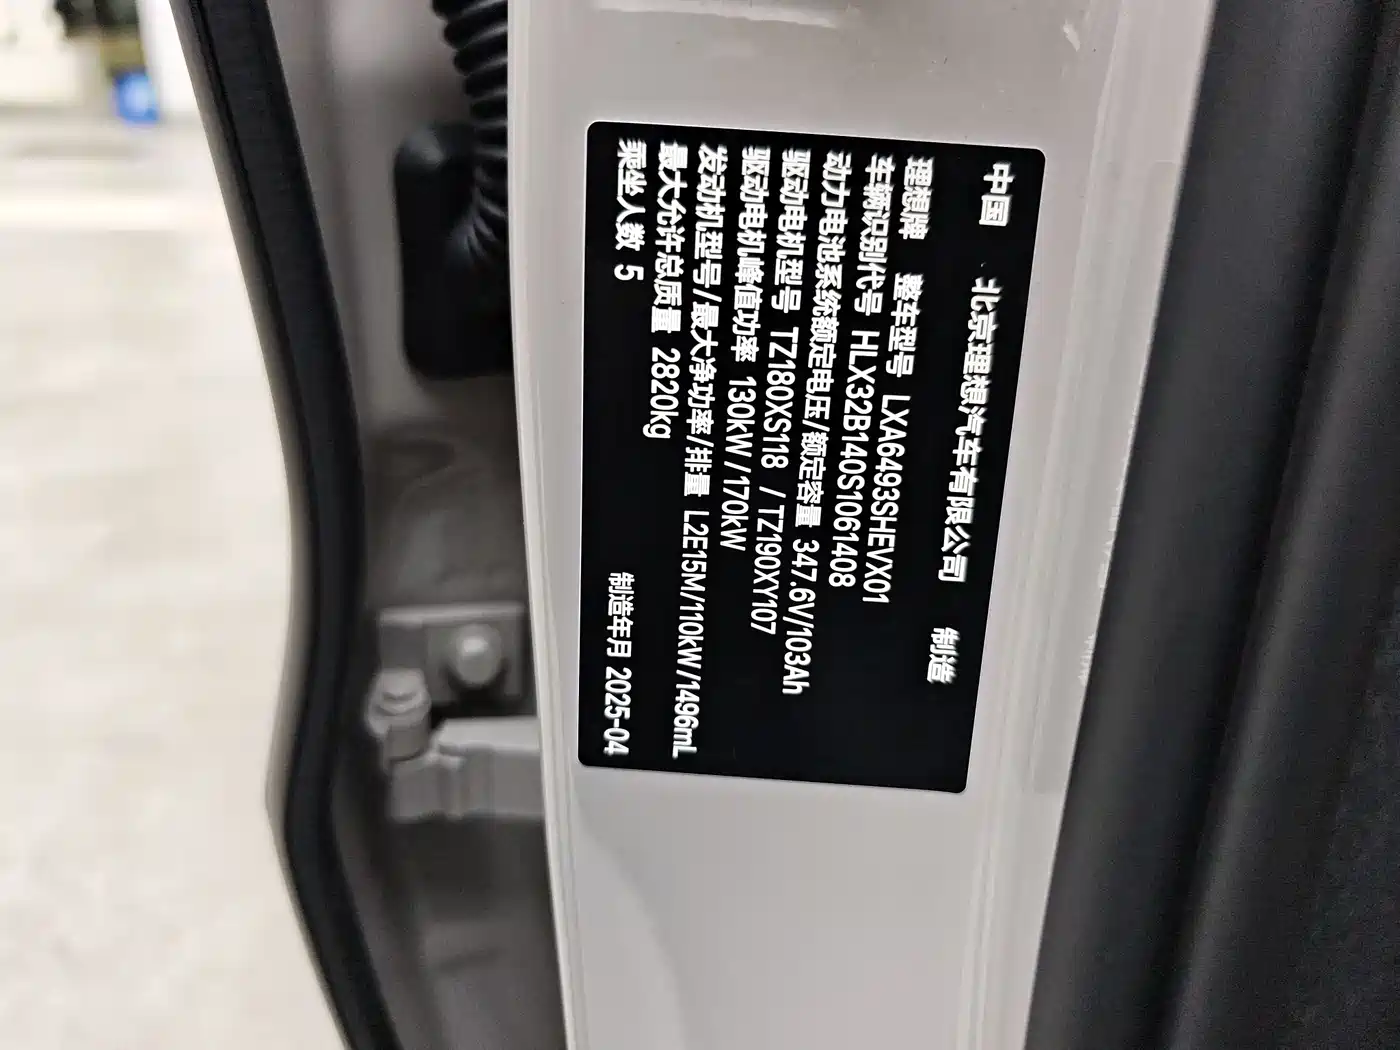 中国 北京理想汽车有限公司 制造
理想牌 整车型号 LXA6493SHEVX01
车辆识别代号 HLX32B140S1061408
动力电池系统额定电压/额定容量 347.6V/103Ah
驱动电机型号 TZ180XS118 / TZ190XY107
驱动电机峰值功率 130kW / 170kW
发动机型号/最大净功率/排量 L2E15M/110kW/1496mL
最大允许总质量 2820kg
乘坐人数 5 制造年月 2025-04